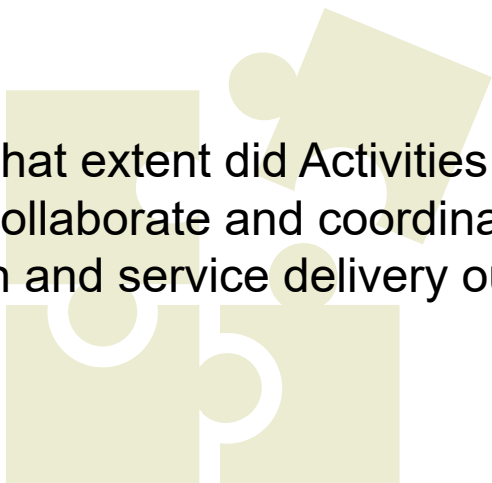 hat extent did Activities
ollaborate and coordina
n and service delivery ou